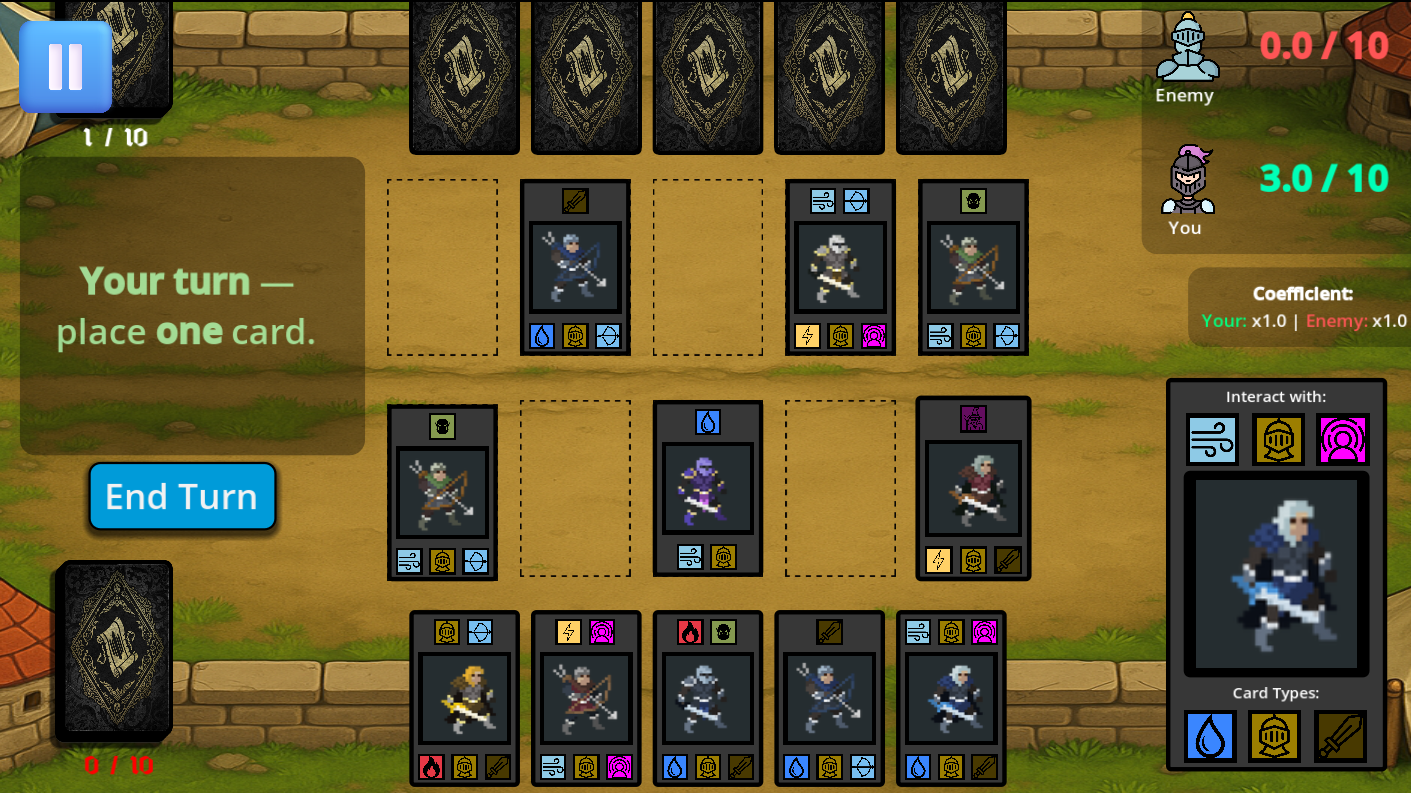 1 / 10
Your turn —
place one card.
End Turn
0 / 10
0.0 / 10
Enemy
3.0 / 10
You
Coefficient:
Your: x1.0 | Enemy: x1.0
Interact with:
Card Types: